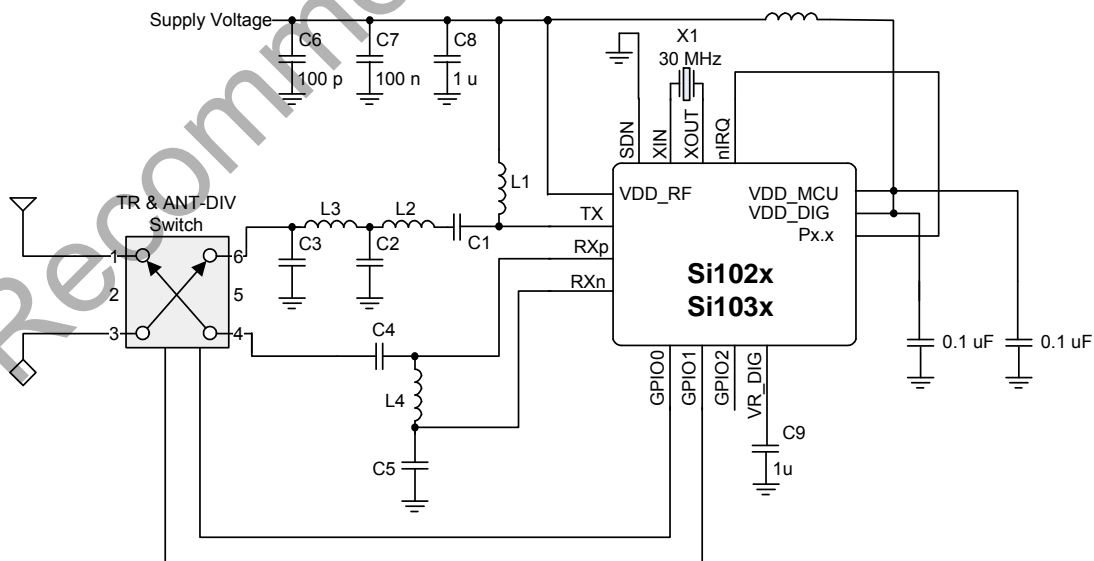 Supply Voltage
C6
C7
C8
100 p
100 n
1 u
X1
30 MHz
SDN
XIN
XOUT
nIRQ
L1
VDD_RF
VDD_MCU
VDD_DIG
Px.x
TX
RXp
RXn
Si102x
Si103x
TR & ANT-DIV
Switch
L3
L2
C3
C2
C1
1
6
2
5
3
4
C4
L4
C5
GPIO0
GPIO1
GPIO2
VR_DIG
C9
1u
0.1 uF
0.1 uF